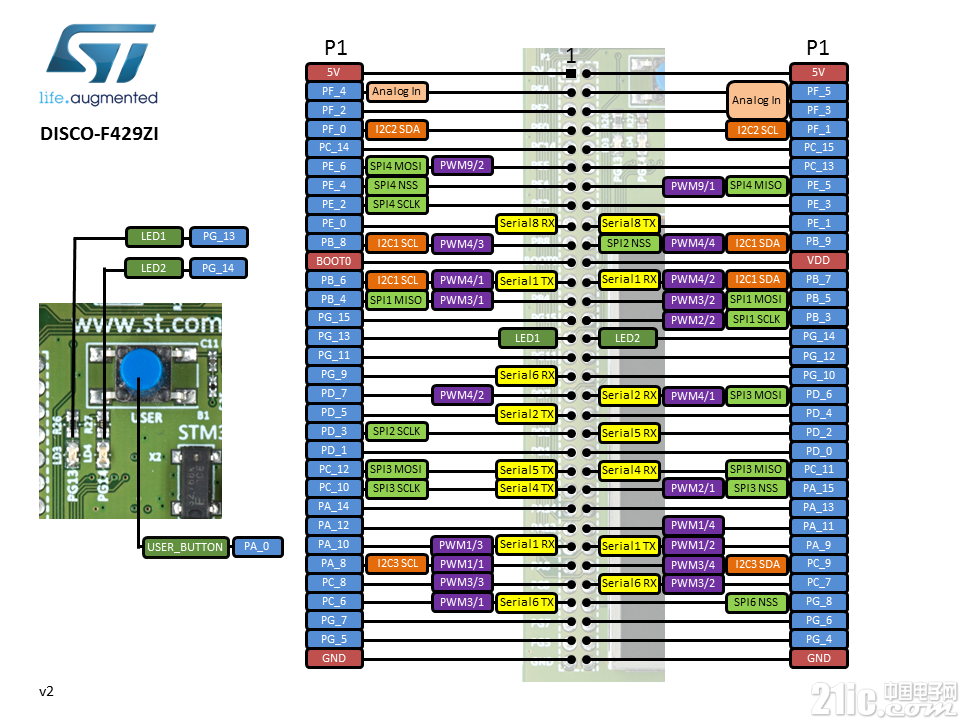 ST
life.augmented
DISCO-F429ZI
P1 P1
1
5V 5V
PF_4 Analog In Analog In PF_5
PF_2 PF_3
PF_0 I2C2 SDA I2C2 SCL PF_1
PC_14 PC_15
PE_6 SPI4 MOSI PWM9/2 PC_13
PE_4 SPI4 NSS PWM9/1 SPI4 MISO PE_5
PE_2 SPI4 SCLK PE_3
PE_0 Serial8 RX Serial8 TX PE_1
PB_8 I2C1 SCL PWM4/3 SPI2 NSS PWM4/4 I2C1 SDA PB_9
BOOT0 VDD
PB_6 I2C1 SCL PWM4/1 Serial1 TX Serial1 RX PWM4/2 I2C1 SDA PB_7
PB_4 SPI1 MISO PWM3/1 PWM3/2 SPI1 MOSI PB_5
PG_15 PWM2/2 SPI1 SCLK PB_3
PG_13 LED1 LED2 PG_14
PG_11 PG_12
PG_9 Serial6 RX PG_10
PD_7 PWM4/2 Serial2 RX PWM4/1 SPI3 MOSI PD_6
PD_5 Serial2 TX PD_4
PD_3 SPI2 SCLK Serial5 RX PD_2
PD_1 PD_0
PC_12 SPI3 MOSI Serial5 TX Serial4 RX SPI3 MISO PC_11
PC_10 SPI3 SCLK Serial4 TX PWM2/1 SPI3 NSS PA_15
PA_14 PA_13
PA_12 PWM1/4 PA_11
PA_10 PWM1/3 Serial1 RX Serial1 TX PWM1/2 PA_9
PA_8 I2C3 SCL PWM1/1 PWM3/4 I2C3 SDA PC_9
PC_8 PWM3/3 Serial6 RX PWM3/2 PC_7
PC_6 PWM3/1 Serial6 TX SPI6 NSS PG_8
PG_7 PG_6
PG_5 PG_4
GND GND
LED1 PG_13
LED2 PG_14
www.st.com
C11
USER
B1
R26
R27
STM3
LD3
LD4
X2
PG13
USER_BUTTON PA_0
v2
21ic 中国电子网
.com